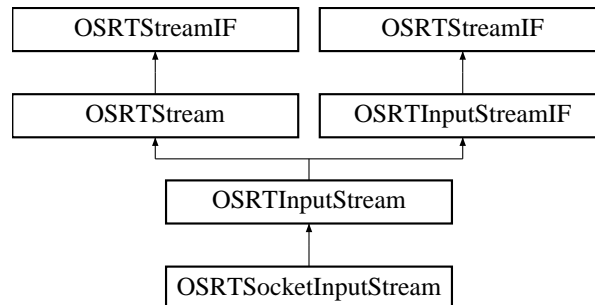 OSRTStreamIF
OSRTStreamIF
OSRTStream
OSRTInputStreamIF
OSRTInputStream
OSRTSocketInputStream